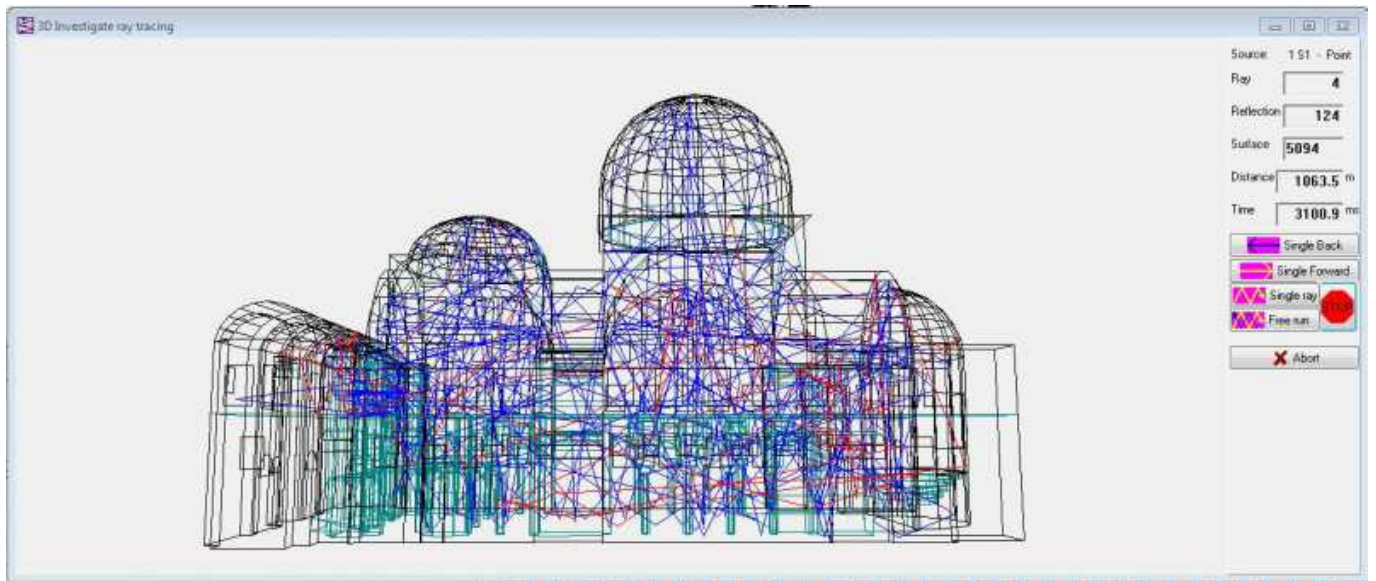 3D Investigate ray tracing
Source: 1 S1 - Point
Ray 4
Reflection 124
Surface 5094
Distance 1063.5 m
Time 3100.9 ms
Single Back
Single Forward
Single ray
STOP
Free run
Abort